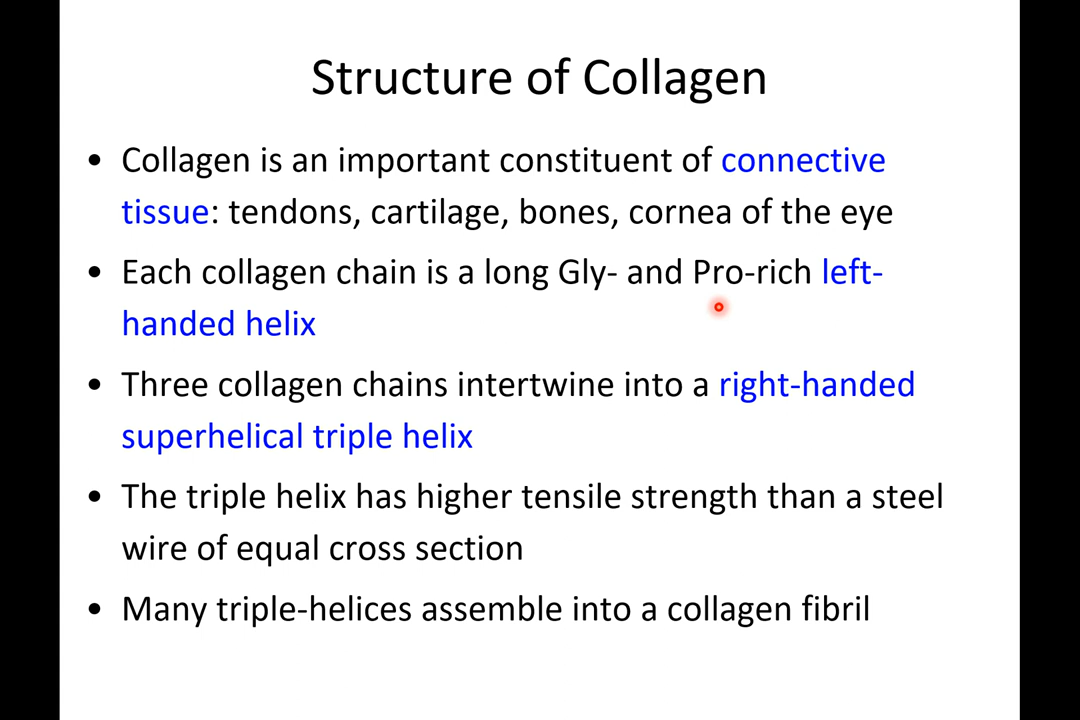 Structure of Collagen
• Collagen is an important constituent of connective
tissue: tendons, cartilage, bones, cornea of the eye
• Each collagen chain is a long Gly- and Pro-rich left-
handed helix
• Three collagen chains intertwine into a right-handed
superhelical triple helix
• The triple helix has higher tensile strength than a steel
wire of equal cross section
• Many triple-helices assemble into a collagen fibril